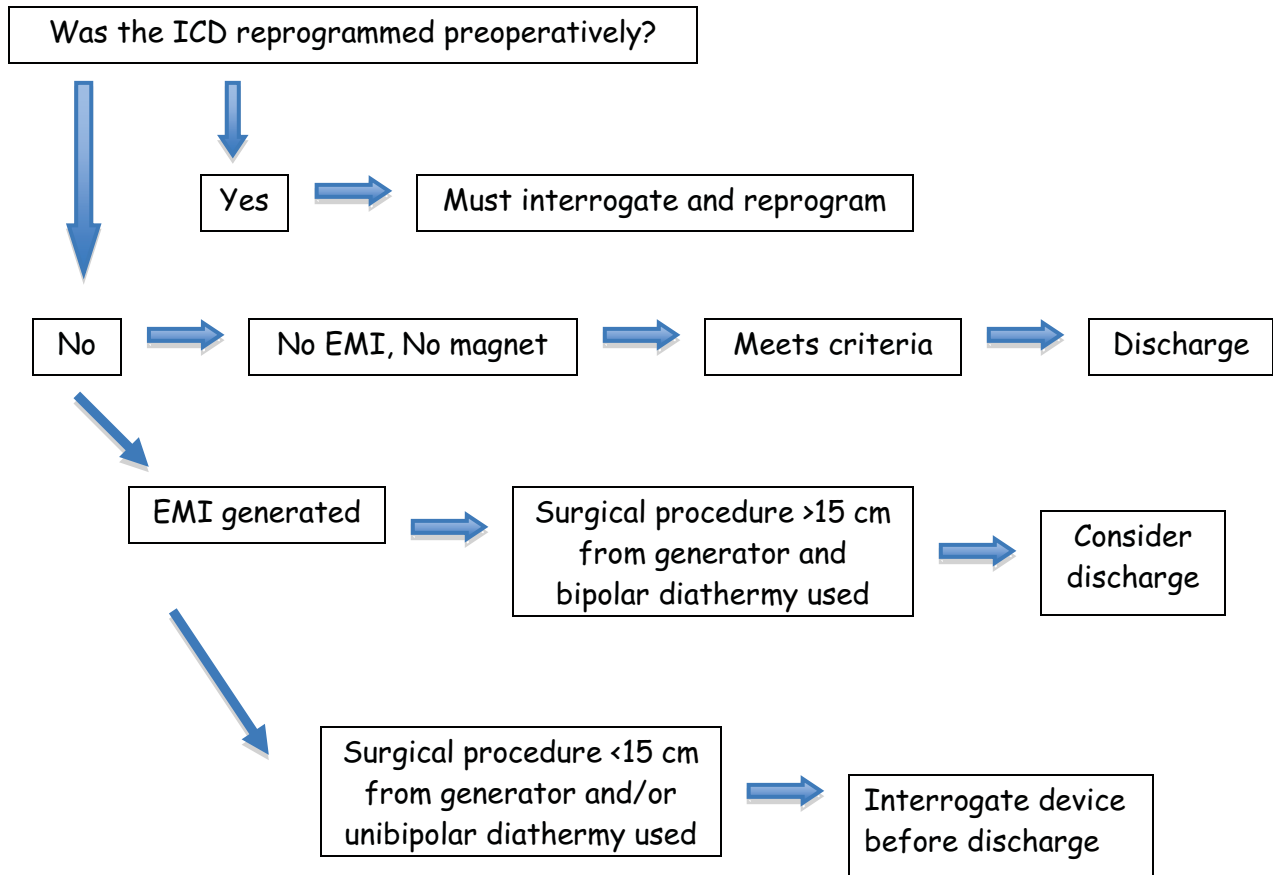 Was the ICD reprogrammed preoperatively?
Yes
Must interrogate and reprogram
No
No EMI, No magnet
Meets criteria
Discharge
EMI generated
Surgical procedure >15 cm
from generator and
bipolar diathermy used
Consider
discharge
Surgical procedure <15 cm
from generator and/or
unibipolar diathermy used
Interrogate device
before discharge